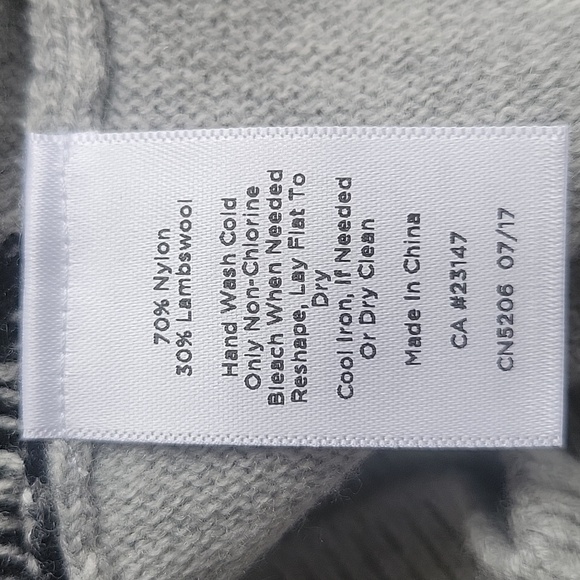 70% Nylon
30% Lambswool
Hand Wash Cold
Only Non-Chlorine
Bleach When Needed
Reshape, Lay Flat To
Dry
Cool Iron, If Needed
Or Dry Clean
Made In China
CA #23147
CN5206 07/17